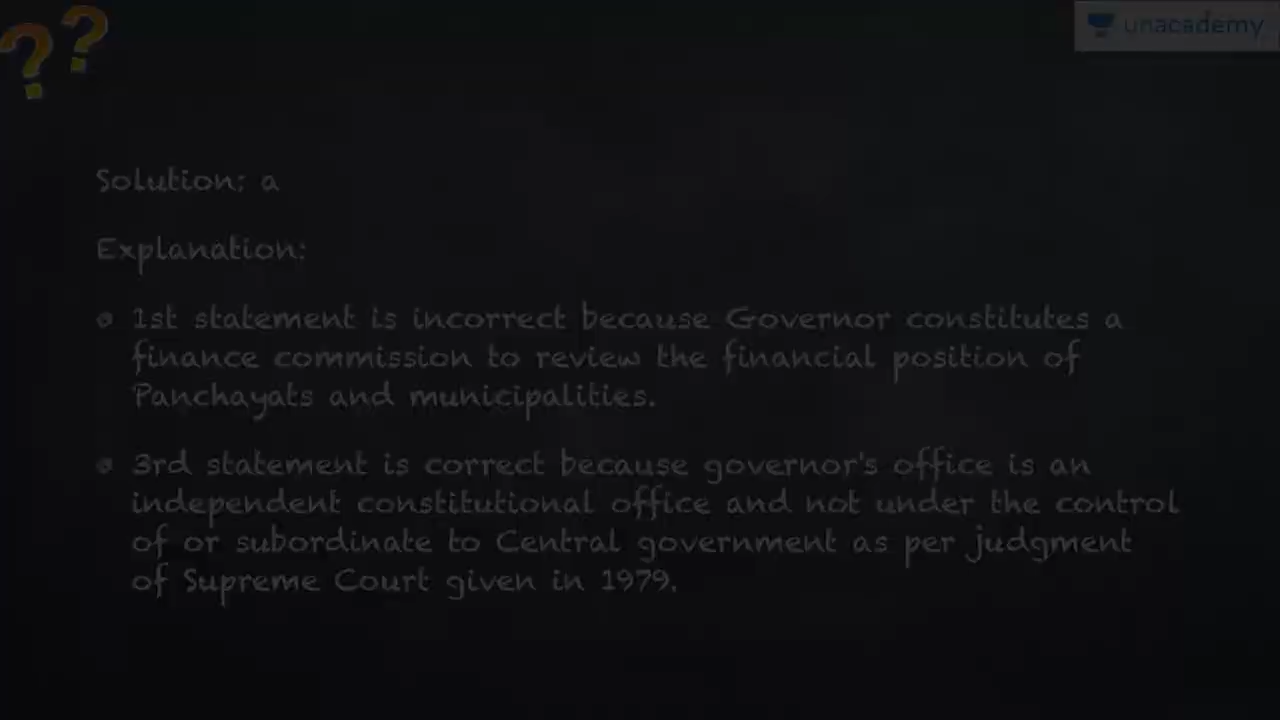 unacademy
Solution: a
Explanation:
1st statement is incorrect because Governor constitutes a
finance commission to review the financial position of
Panchayats and municipalities.
3rd statement is correct because governor's office is an
independent constitutional office and not under the control
of or subordinate to Central government as per judgment
of Supreme Court given in 1979.